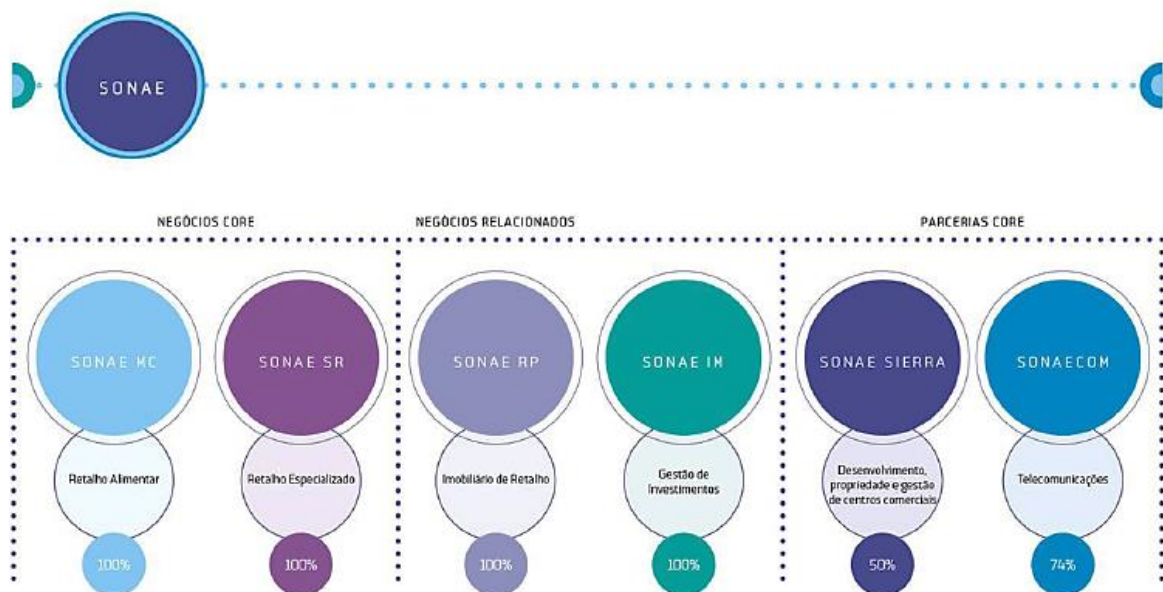 SONAE
NEGÓCIOS CORE
NEGÓCIOS RELACIONADOS
PARCERIAS CORE
SONAE MC
SONAE SR
SONAE RP
SONAE IM
SONAE SIERRA
SONAECOM
Retalho Alimentar
Retalho Especializado
Imobiliário de Retalho
Gestão de
Investimentos
Desenvolvimento,
propriedade e gestão
de centros comerciais
Telecomunicações
100%
100%
100%
100%
50%
74%